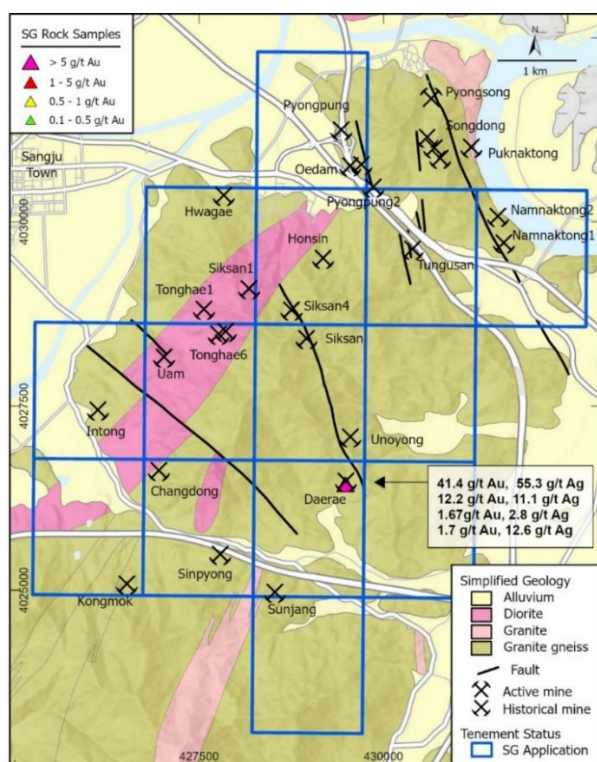 SG Rock Samples
> 5 g/t Au
1 - 5 g/t Au
0.5 - 1 g/t Au
0.1 - 0.5 g/t Au
N
1 km
Pyongpung
Pyongsong
Songdong
Sangju
Town
Oedam
Puknaktong
Pyongpung2
Hwagae
Namnaktong2
Honsin
Namnaktong1
Tungusan
Siksan1
Tonghae1
Siksan4
Siksan
Tonghae6
Uam
Intong
Unoyong
Changdong
Daerae
41.4 g/t Au, 55.3 g/t Ag
12.2 g/t Au, 11.1 g/t Ag
1.67g/t Au, 2.8 g/t Ag
1.7 g/t Au, 12.6 g/t Ag
Sinpyong
Kongmok
Sunjang
4030000
4027500
4025000
427500
430000
Simplified Geology
Alluvium
Diorite
Granite
Granite gneiss
Fault
Active mine
Historical mine
Tenement Status
SG Application